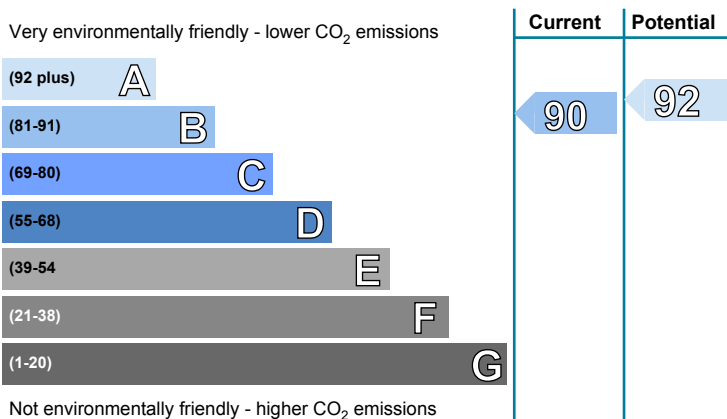 Current Potential
Very environmentally friendly - lower CO₂ emissions
(92 plus) A
(81-91) B
(69-80) C
(55-68) D
(39-54 E
(21-38) F
(1-20) G
90
92
Not environmentally friendly - higher CO₂ emissions